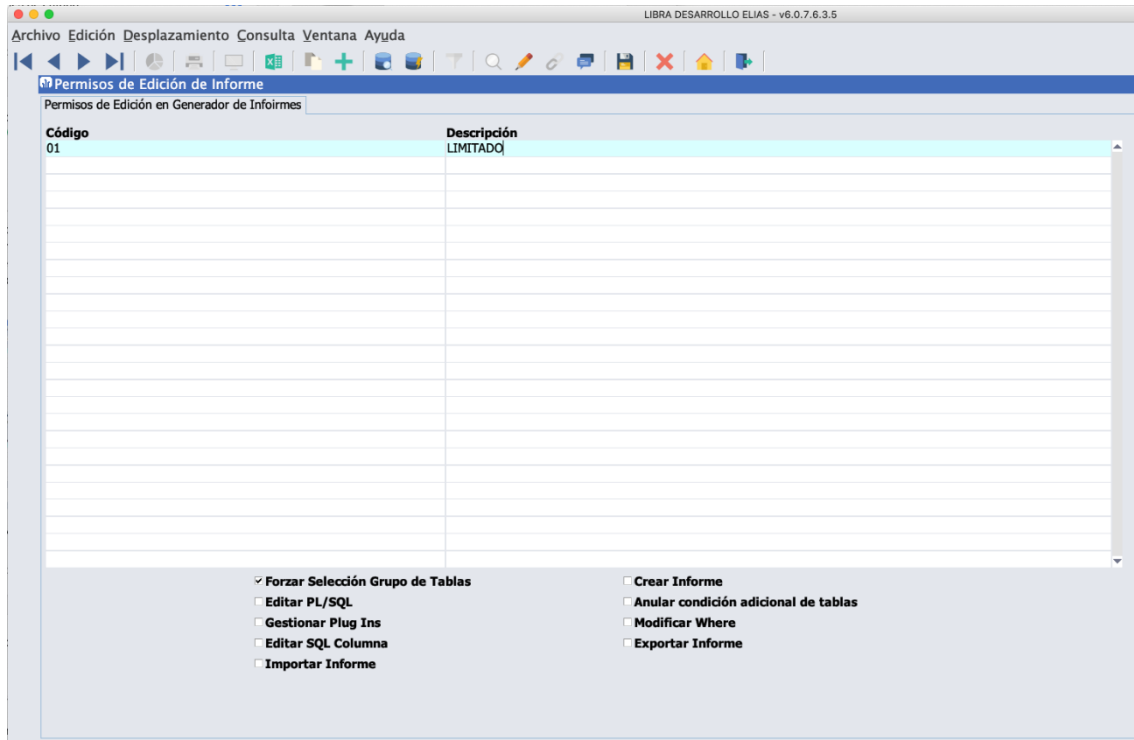 LIBRA DESARROLLO ELIAS - v6.0.7.6.3.5
Archivo Edición Desplazamiento Consulta Ventana Ayuda
Permisos de Edición de Informe
Permisos de Edición en Generador de Infoirmes
Código Descripción
01 LIMITADO
Forzar Selección Grupo de Tablas Crear Informe
Editar PL/SQL Anular condición adicional de tablas
Gestionar Plug Ins Modificar Where
Editar SQL Columna Exportar Informe
Importar Informe